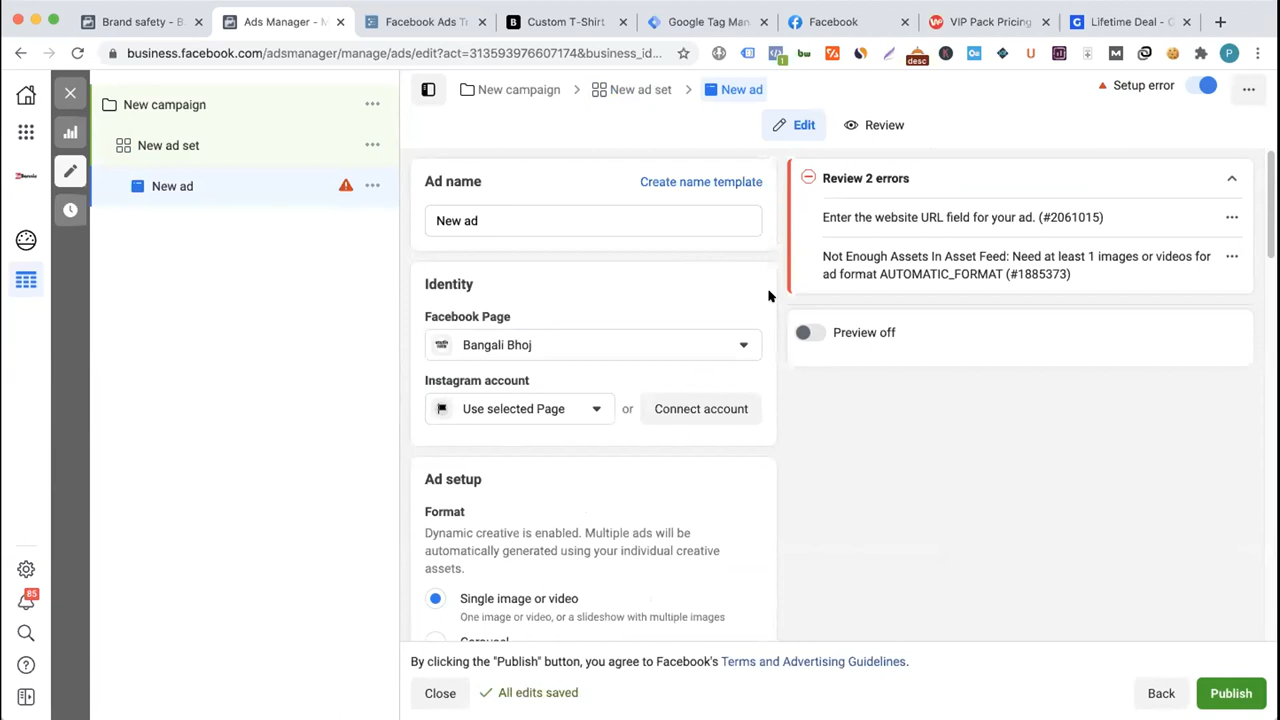 Brand safety - B
Ads Manager - M
Facebook Ads T
Custom T-Shirt
Google Tag Man
Facebook
VIP Pack Pricing
Lifetime Deal - G
business.facebook.com/adsmanager/manage/ads/edit?act=313593976607174&business_id...
desc
P
New campaign
New ad set
New ad
85
New campaign > New ad set > New ad
Setup error
Edit
Review
Ad name
Create name template
New ad
Identity
Facebook Page
Bangali Bhoj
Instagram account
Use selected Page
or
Connect account
Ad setup
Format
Dynamic creative is enabled. Multiple ads will be
automatically generated using your individual creative
assets.
Single image or video
One image or video, or a slideshow with multiple images
Carousel
Review 2 errors
Enter the website URL field for your ad. (#2061015)
Not Enough Assets In Asset Feed: Need at least 1 images or videos for
ad format AUTOMATIC_FORMAT (#1885373)
Preview off
By clicking the "Publish" button, you agree to Facebook's Terms and Advertising Guidelines.
Close
All edits saved
Back
Publish